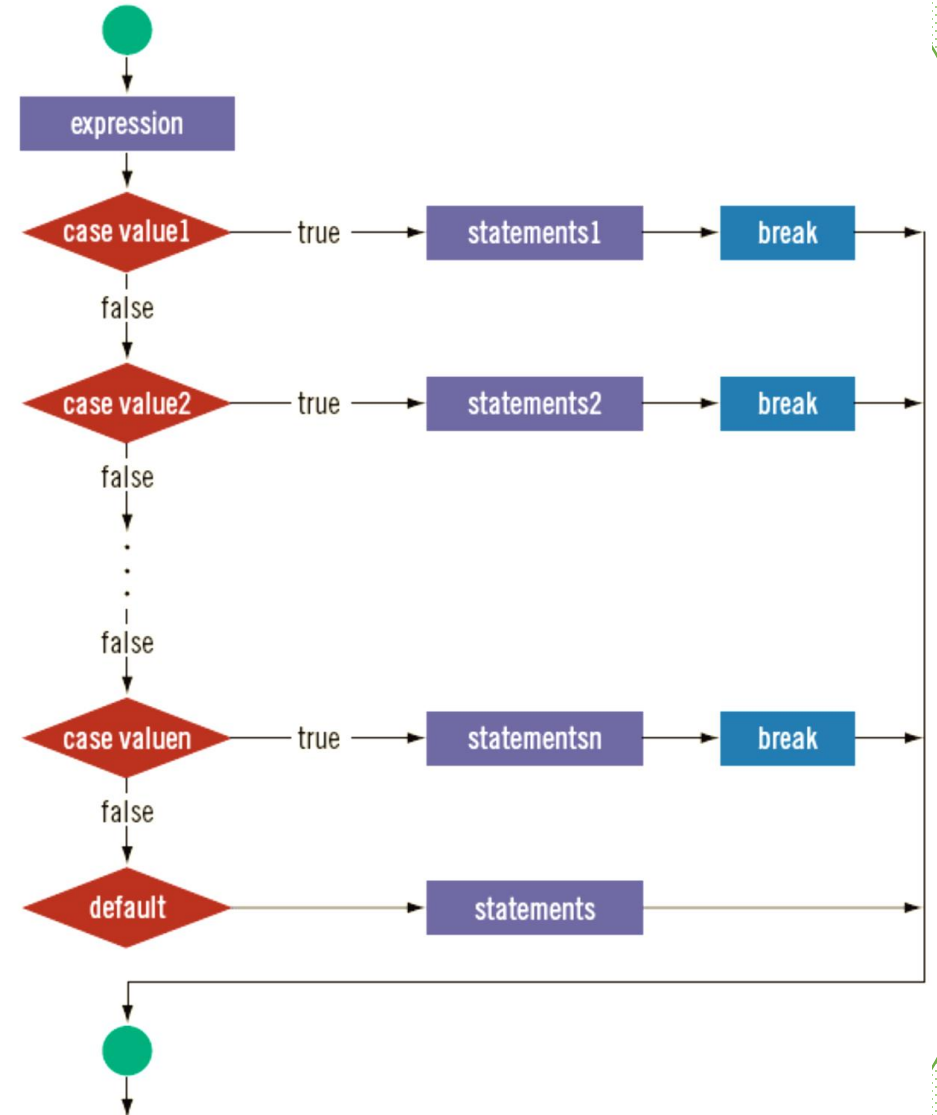 expression
case value1 true statements1 break
false
case value2 true statements2 break
false
false
case valuen true statementsn break
false
default statements